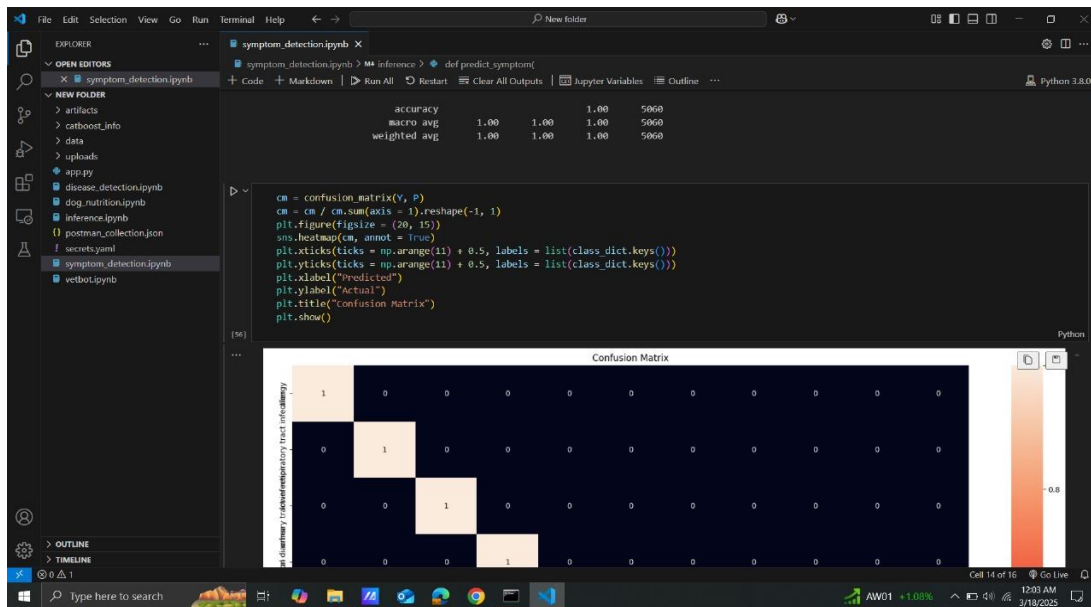 File Edit Selection View Go Run Terminal Help
New folder
EXPLORER
OPEN EDITORS
symptom_detection.ipynb
NEW FOLDER
artifacts
catboost_info
data
uploads
app.py
disease_detection.ipynb
dog_nutrition.ipynb
inference.ipynb
postman_collection.json
secrets.yaml
symptom_detection.ipynb
vetbot.ipynb
OUTLINE
TIMELINE
symptom_detection.ipynb
symptom_detection.ipynb > M↓ inference > def predict_symptom(
+ Code + Markdown Run All Restart Clear All Outputs Jupyter Variables Outline ...
Python 3.8.0
accuracy 1.00 5060
macro avg 1.00 1.00 1.00 5060
weighted avg 1.00 1.00 1.00 5060
cm = confusion_matrix(Y, P)
cm = cm / cm.sum(axis = 1).reshape(-1, 1)
plt.figure(figsize = (20, 15))
sns.heatmap(cm, annot = True)
plt.xticks(ticks = np.arange(11) + 0.5, labels = list(class_dict.keys()))
plt.yticks(ticks = np.arange(11) + 0.5, labels = list(class_dict.keys()))
plt.xlabel("Predicted")
plt.ylabel("Actual")
plt.title("Confusion Matrix")
plt.show()
[56]
Python
Confusion Matrix
1 0 0 0 0 0 0 0 0 0 0
0 1 0 0 0 0 0 0 0 0 0
0 0 1 0 0 0 0 0 0 0 0
0 0 0 1 0 0 0 0 0 0 0
0.8
0 1
Cell 14 of 16 Go Live
Type here to search
AW01 +1.08%
12:03 AM
3/18/2025